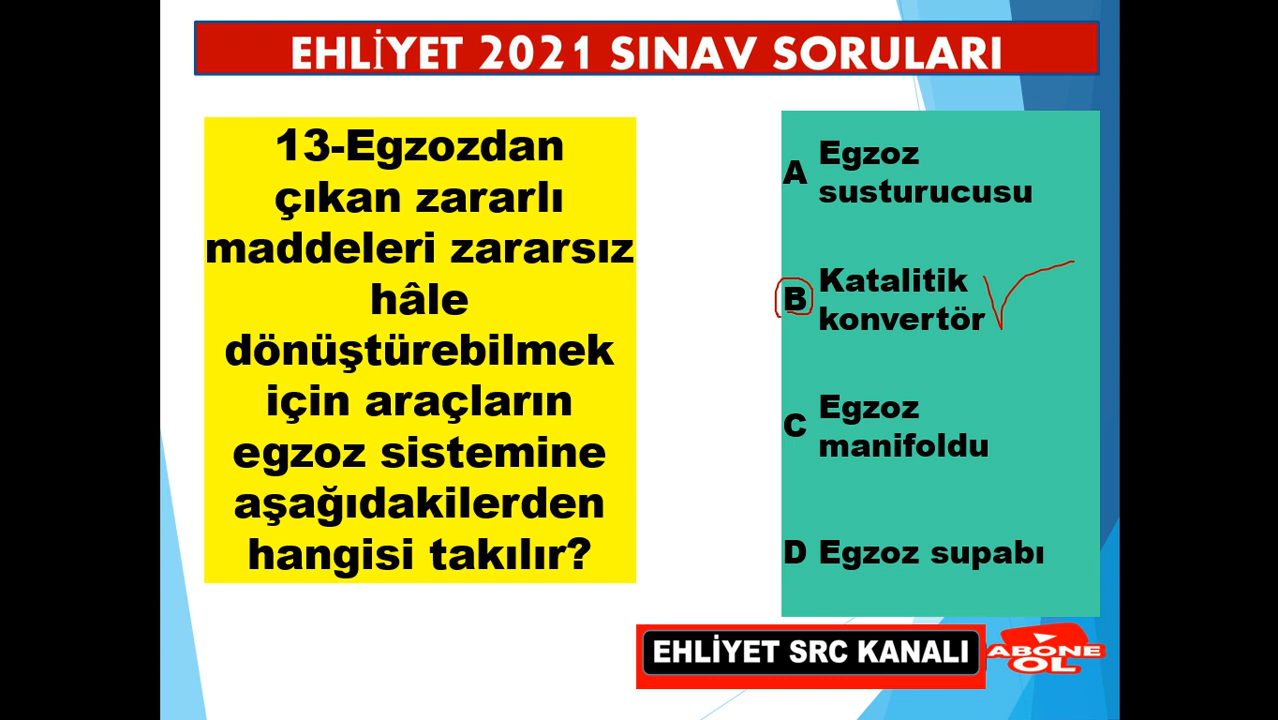 EHLİYET 2021 SINAV SORULARI
13-Egzozdan
çıkan zararlı
maddeleri zararsız
hâle
dönüştürebilmek
için araçların
egzoz sistemine
aşağıdakilerden
hangisi takılır?
A Egzoz
susturucusu
B Katalitik
konvertör
C Egzoz
manifoldu
D Egzoz supabı
EHLİYET SRC KANALI
ABONE
OL